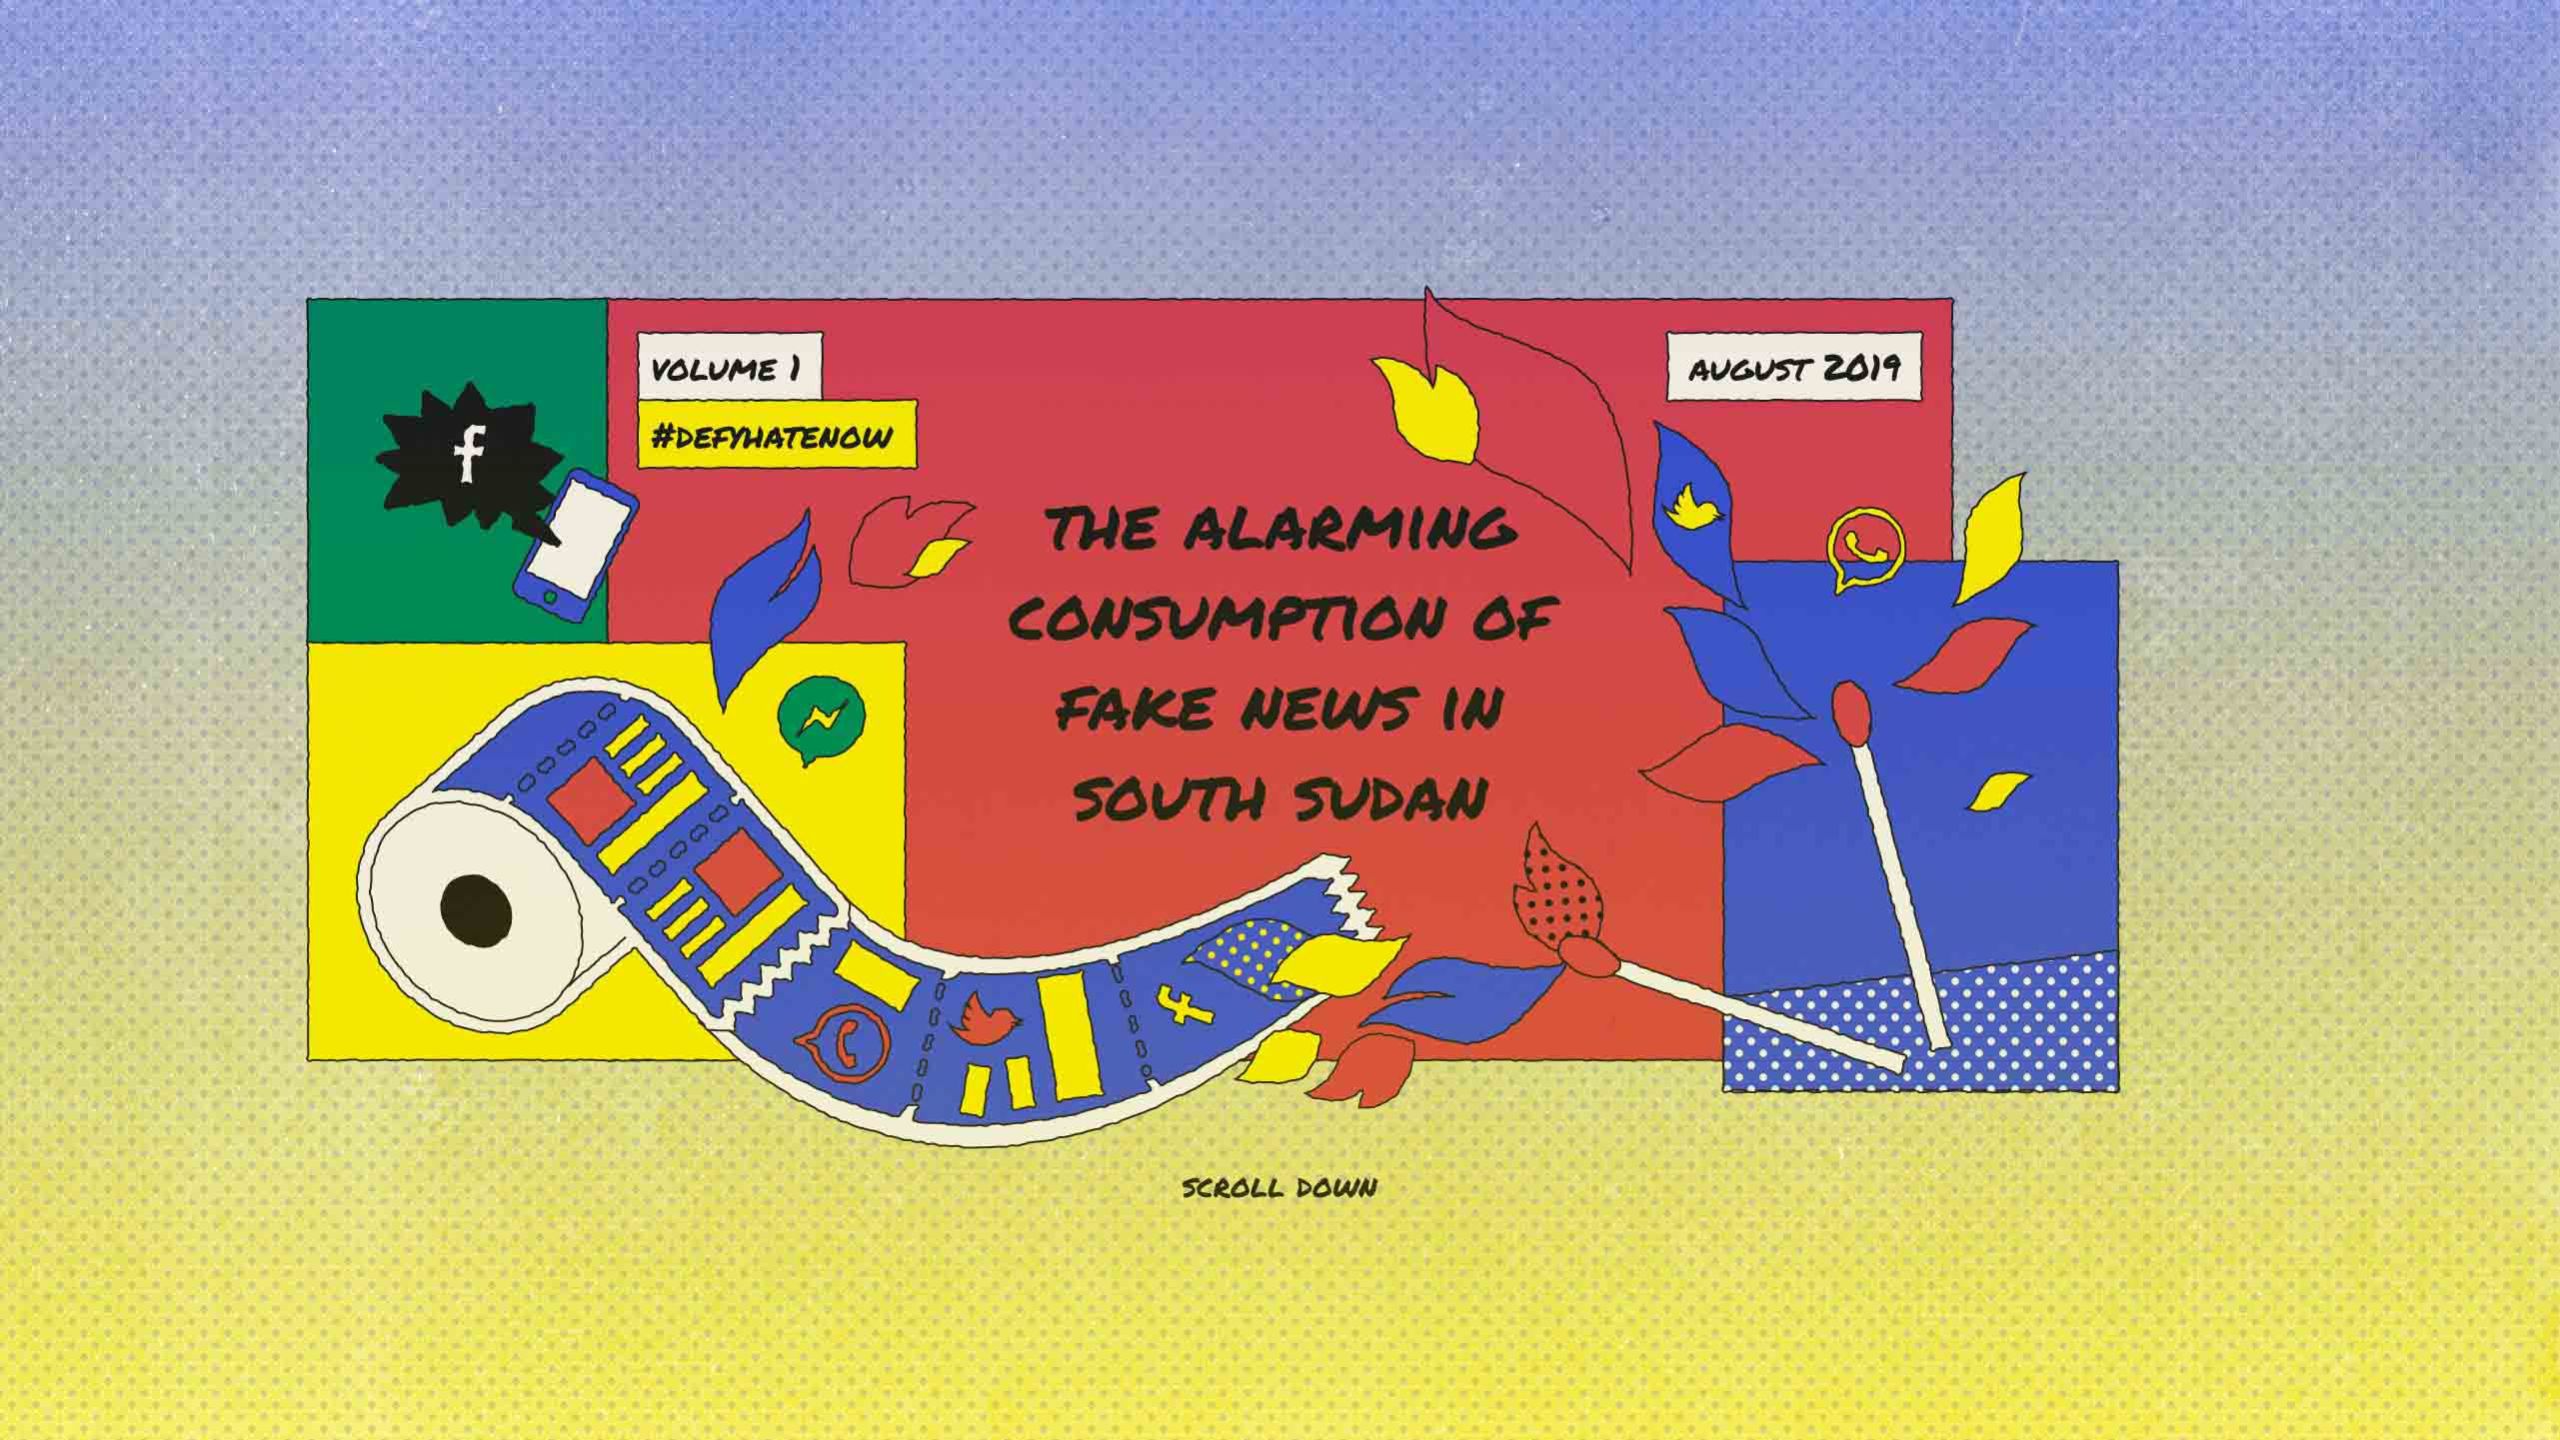 VOLUME 1
AUGUST 2019
#DEFYHATENOW
THE ALARMING
CONSUMPTION OF
FAKE NEWS IN
SOUTH SUDAN
SCROLL DOWN